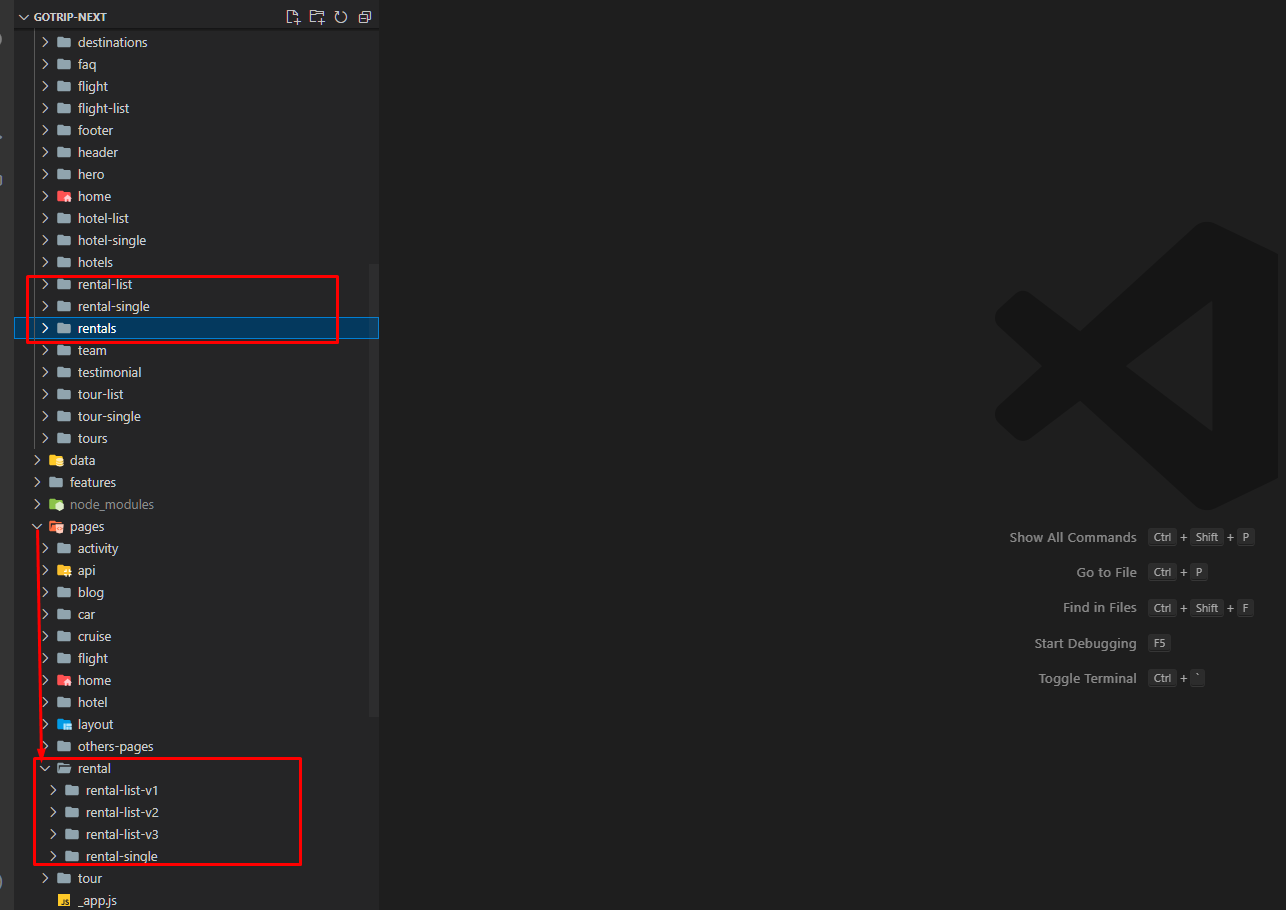 GOTRIP-NEXT
destinations
faq
flight
flight-list
footer
header
hero
home
hotel-list
hotel-single
hotels
rental-list
rental-single
rentals
team
testimonial
tour-list
tour-single
tours
data
features
node_modules
pages
activity
api
blog
car
cruise
flight
home
hotel
layout
others-pages
rental
rental-list-v1
rental-list-v2
rental-list-v3
rental-single
tour
JS _app.js
Show All Commands Ctrl + Shift + P
Go to File Ctrl + P
Find in Files Ctrl + Shift + F
Start Debugging F5
Toggle Terminal Ctrl + `